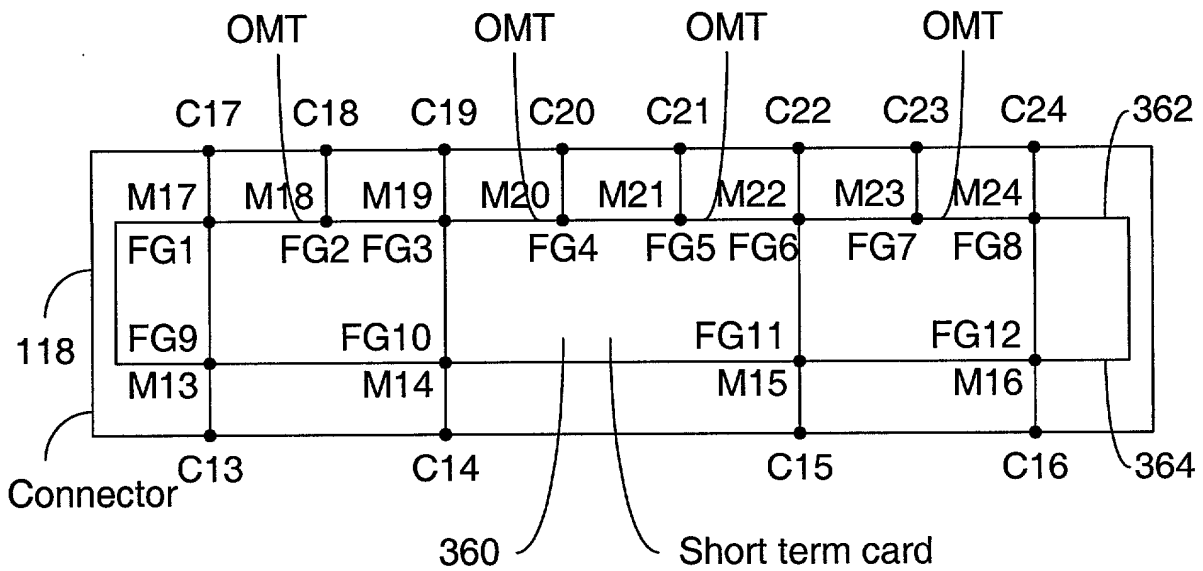 OMT OMT OMT OMT
C17 C18 C19 C20 C21 C22 C23 C24 362
M17 M18 M19 M20 M21 M22 M23 M24
FG1 FG2 FG3 FG4 FG5 FG6 FG7 FG8
118 FG9 FG10 FG11 FG12
M13 M14 M15 M16
C13 C14 C15 C16 364
Connector
360 Short term card